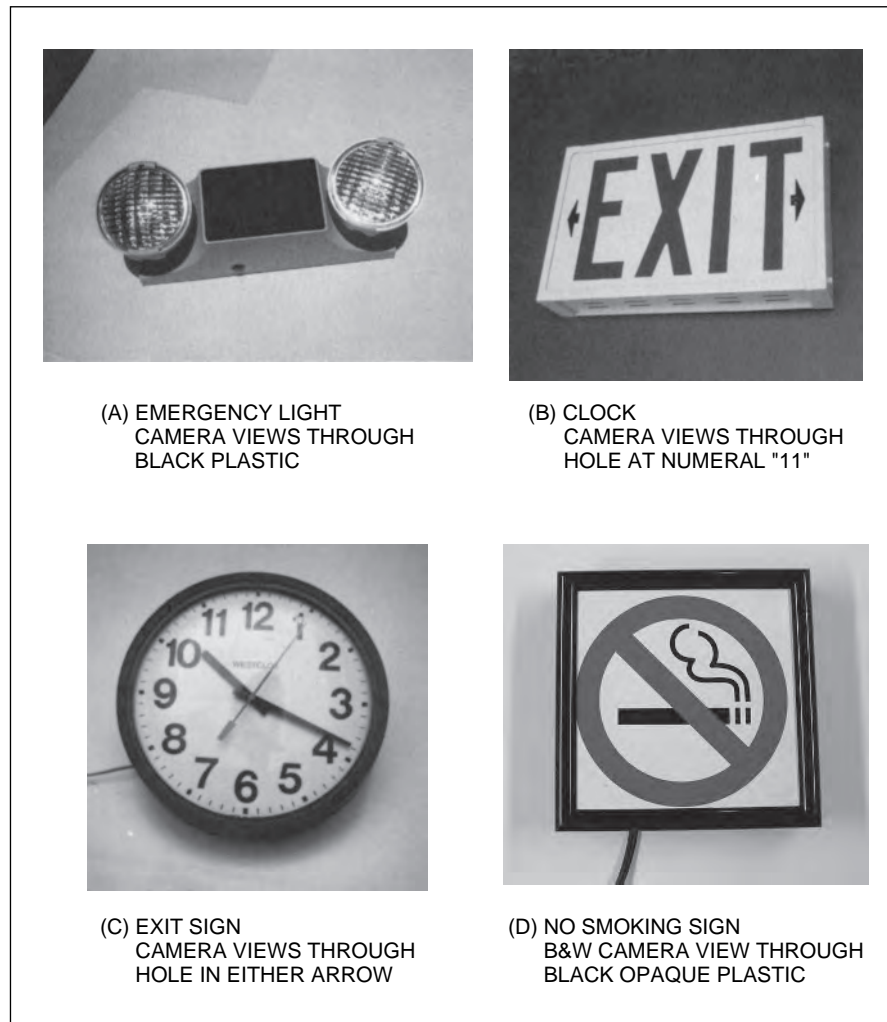 EXIT
(A) EMERGENCY LIGHT
CAMERA VIEWS THROUGH
BLACK PLASTIC
(B) CLOCK
CAMERA VIEWS THROUGH
HOLE AT NUMERAL "11"
12
11
1
10
2
WESTCLOX
9
3
8
4
7
5
6
(C) EXIT SIGN
CAMERA VIEWS THROUGH
HOLE IN EITHER ARROW
(D) NO SMOKING SIGN
B&W CAMERA VIEW THROUGH
BLACK OPAQUE PLASTIC